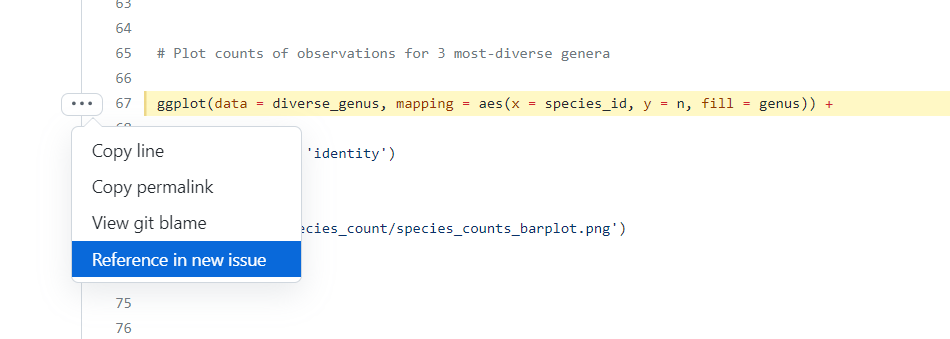 63
64
65 # Plot counts of observations for 3 most-diverse genera
66
67 ggplot(data = diverse_genus, mapping = aes(x = species_id, y = n, fill = genus)) +
68
Copy line
'identity')
Copy permalink
View git blame
species_count/species_counts_barplot.png')
Reference in new issue
75
76